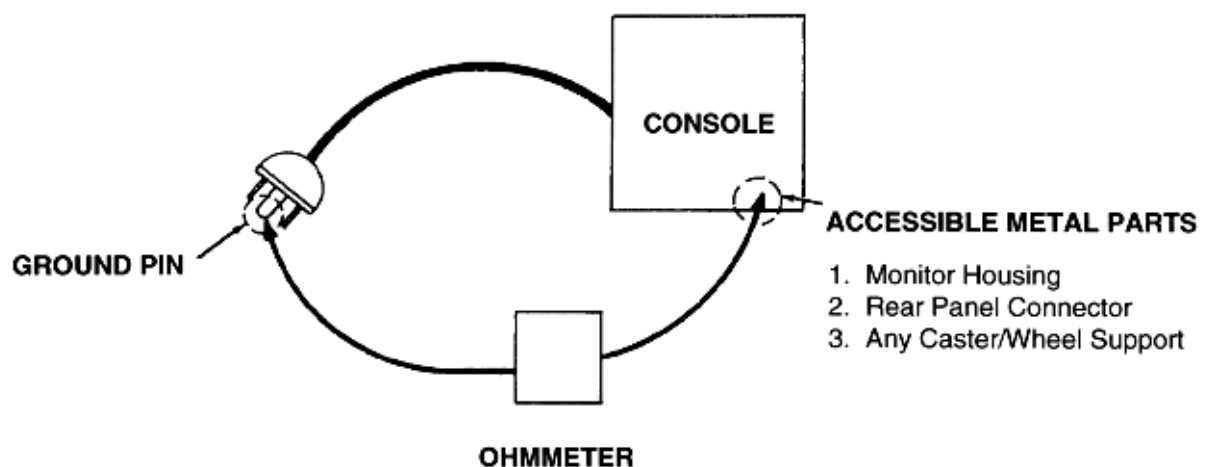 CONSOLE
GROUND PIN
ACCESSIBLE METAL PARTS
1. Monitor Housing
2. Rear Panel Connector
3. Any Caster/Wheel Support
OHMMETER